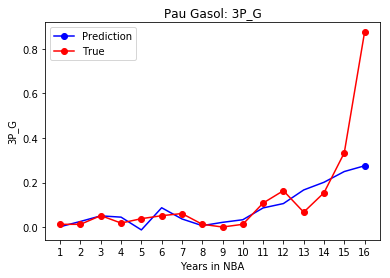 Pau Gasol: 3P_G
Prediction
True
3P_G
0.8
0.6
0.4
0.2
0.0
1 2 3 4 5 6 7 8 9 10 11 12 13 14 15 16
Years in NBA